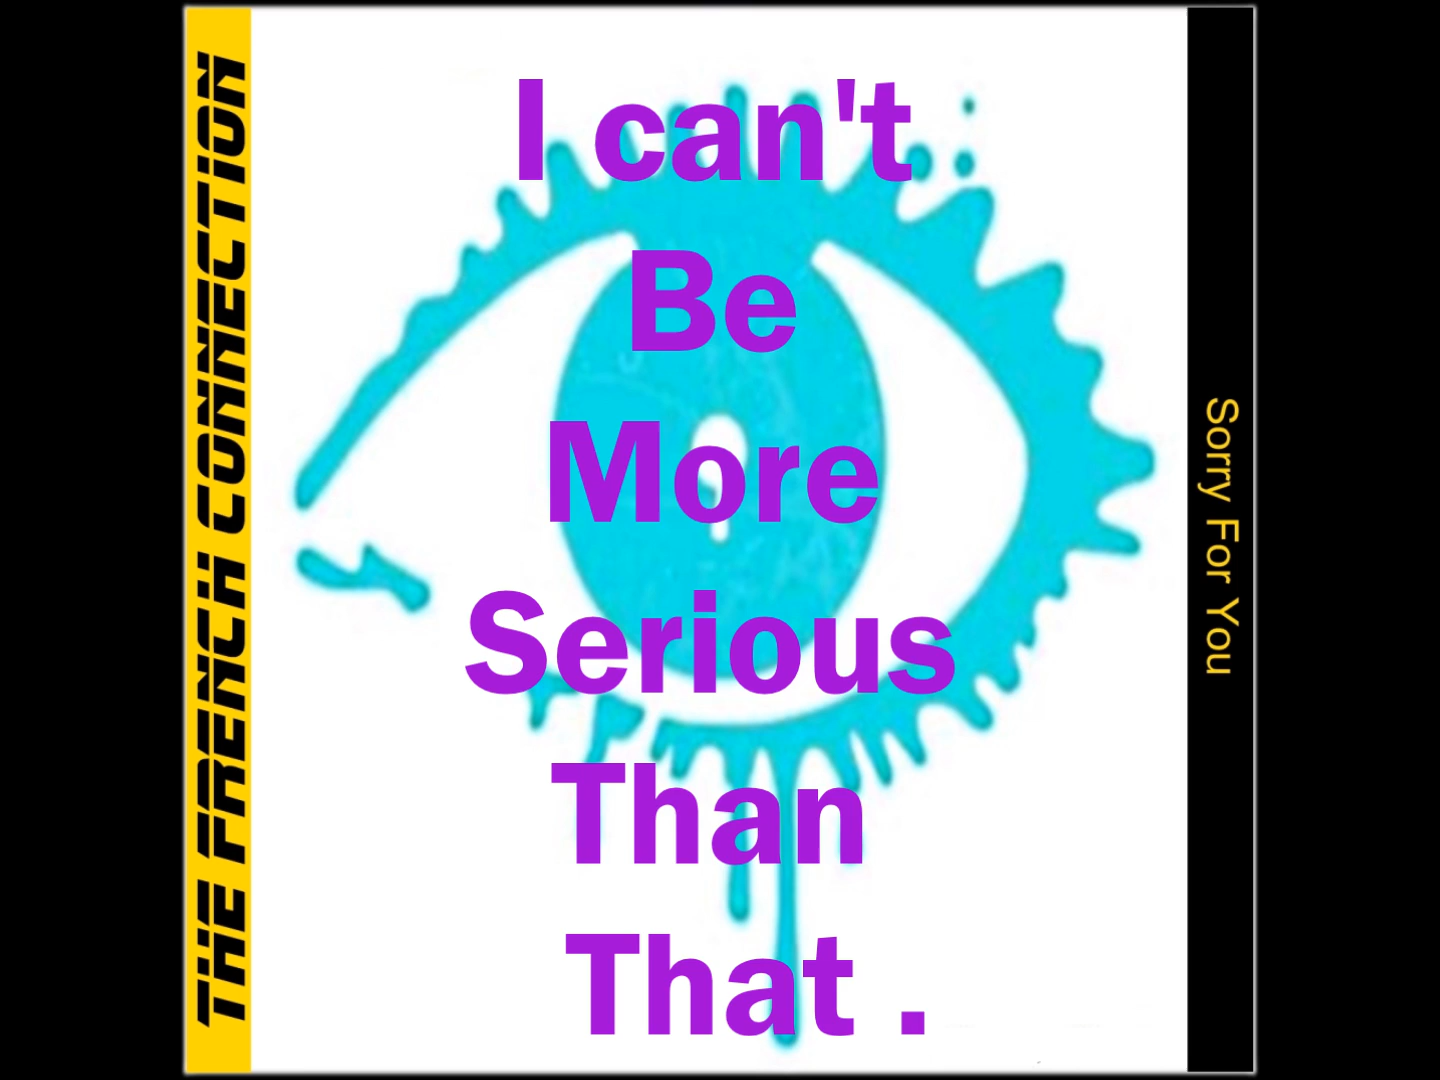 THE FRENCH CONNECTION
I can't
Be
More
Serious
Than
That .
Sorry For You